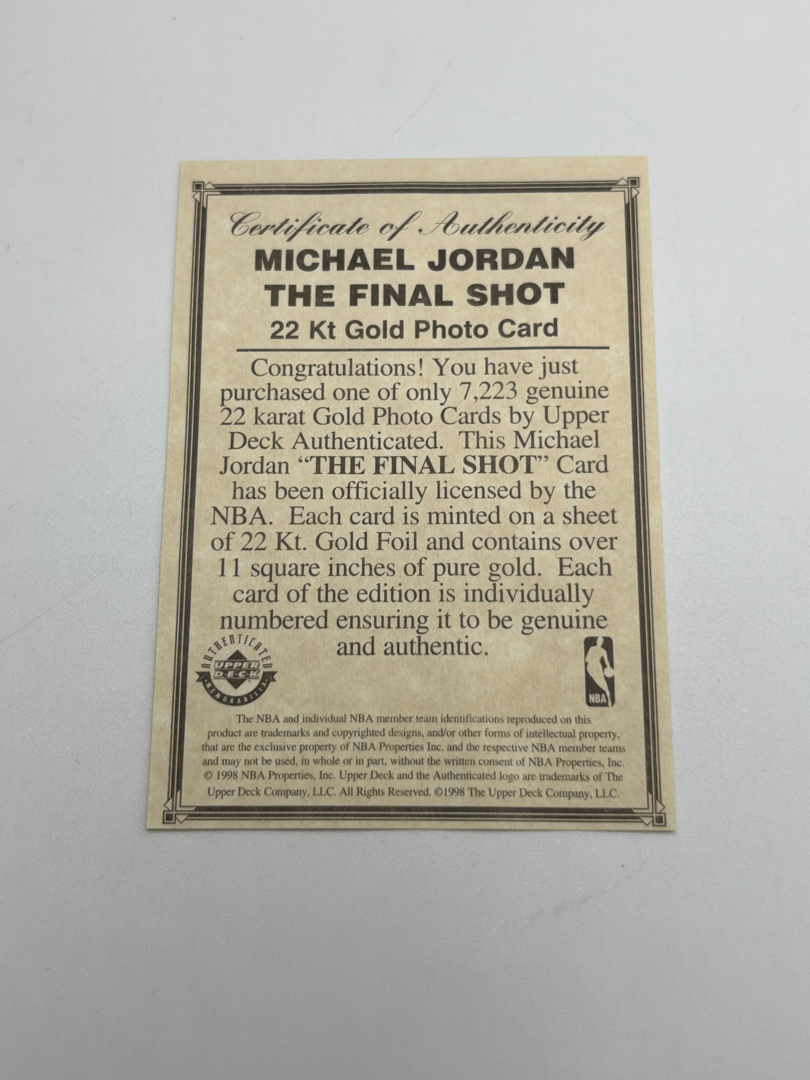 Certificate of Authenticity
MICHAEL JORDAN
THE FINAL SHOT
22 Kt Gold Photo Card
Congratulations! You have just
purchased one of only 7,223 genuine
22 karat Gold Photo Cards by Upper
Deck Authenticated. This Michael
Jordan “THE FINAL SHOT” Card
has been officially licensed by the
NBA. Each card is minted on a sheet
of 22 Kt. Gold Foil and contains over
11 square inches of pure gold. Each
card of the edition is individually
numbered ensuring it to be genuine
and authentic.
AUTHENTICATED
UPPER
DECK
MEMORABILIA
NBA
The NBA and individual NBA member team identifications reproduced on this
product are trademarks and copyrighted designs, and/or other forms of intellectual property,
that are the exclusive property of NBA Properties Inc. and the respective NBA member teams
and may not be used, in whole or in part, without the written consent of NBA Properties, Inc.
© 1998 NBA Properties, Inc. Upper Deck and the Authenticated logo are trademarks of The
Upper Deck Company, LLC. All Rights Reserved. ©1998 The Upper Deck Company, LLC.